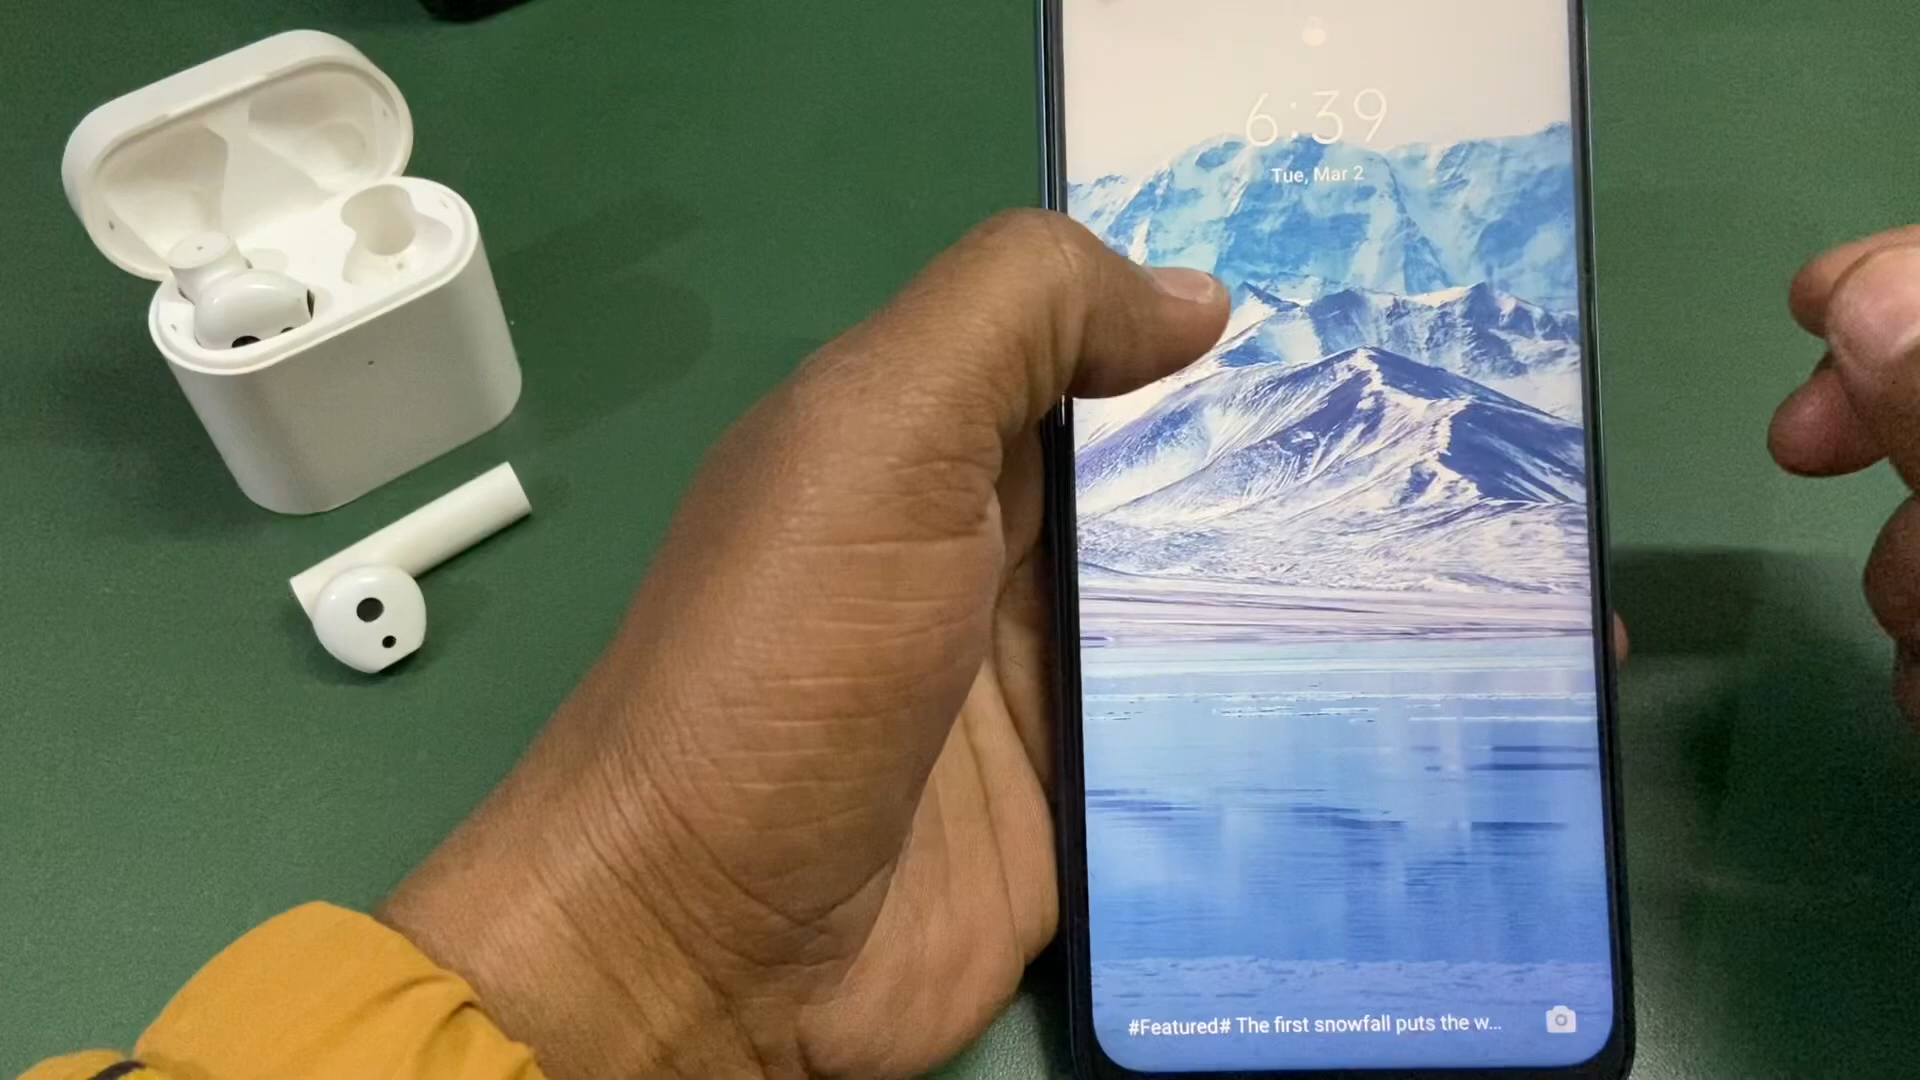 6:39
Tue, Mar 2
#Featured# The first snowfall puts the w...